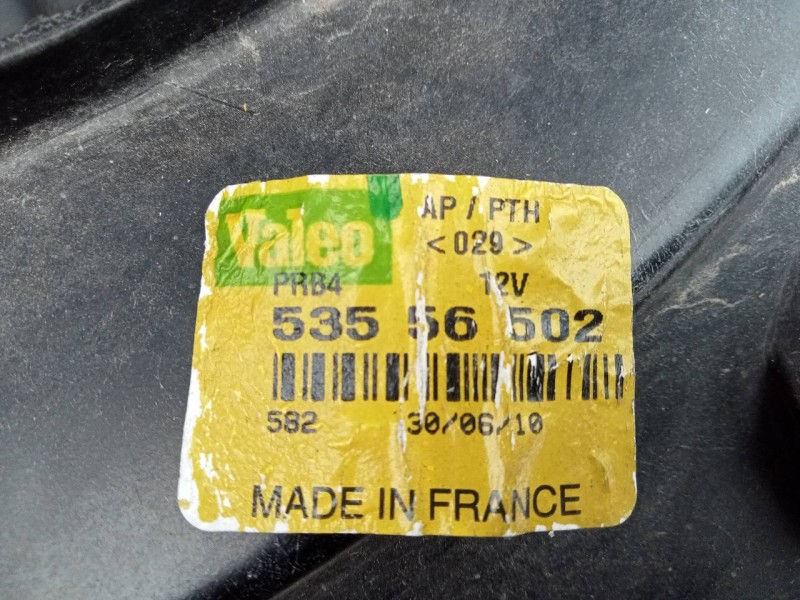 Valeo
AP / PTH
< 029 >
PRB4 12V
535 56 502
582 30/06/10
MADE IN FRANCE